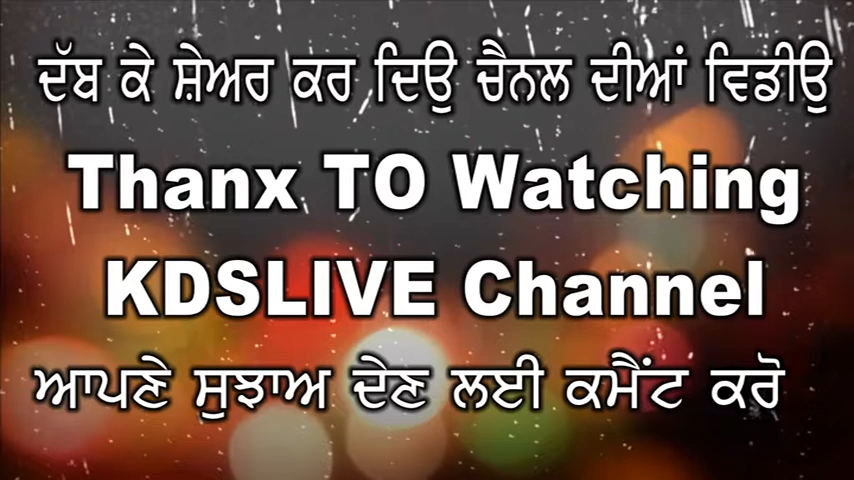 ਦੱਬ ਕੇ ਸ਼ੇਅਰ ਕਰ ਦਿਉ ਚੈਨਲ ਦੀਆਂ ਵਿਡੀਉ
Thanx TO Watching
KDSLIVE Channel
ਆਪਣੇ ਸੁਝਾਅ ਦੇਣ ਲਈ ਕਮੈਂਟ ਕਰੋ